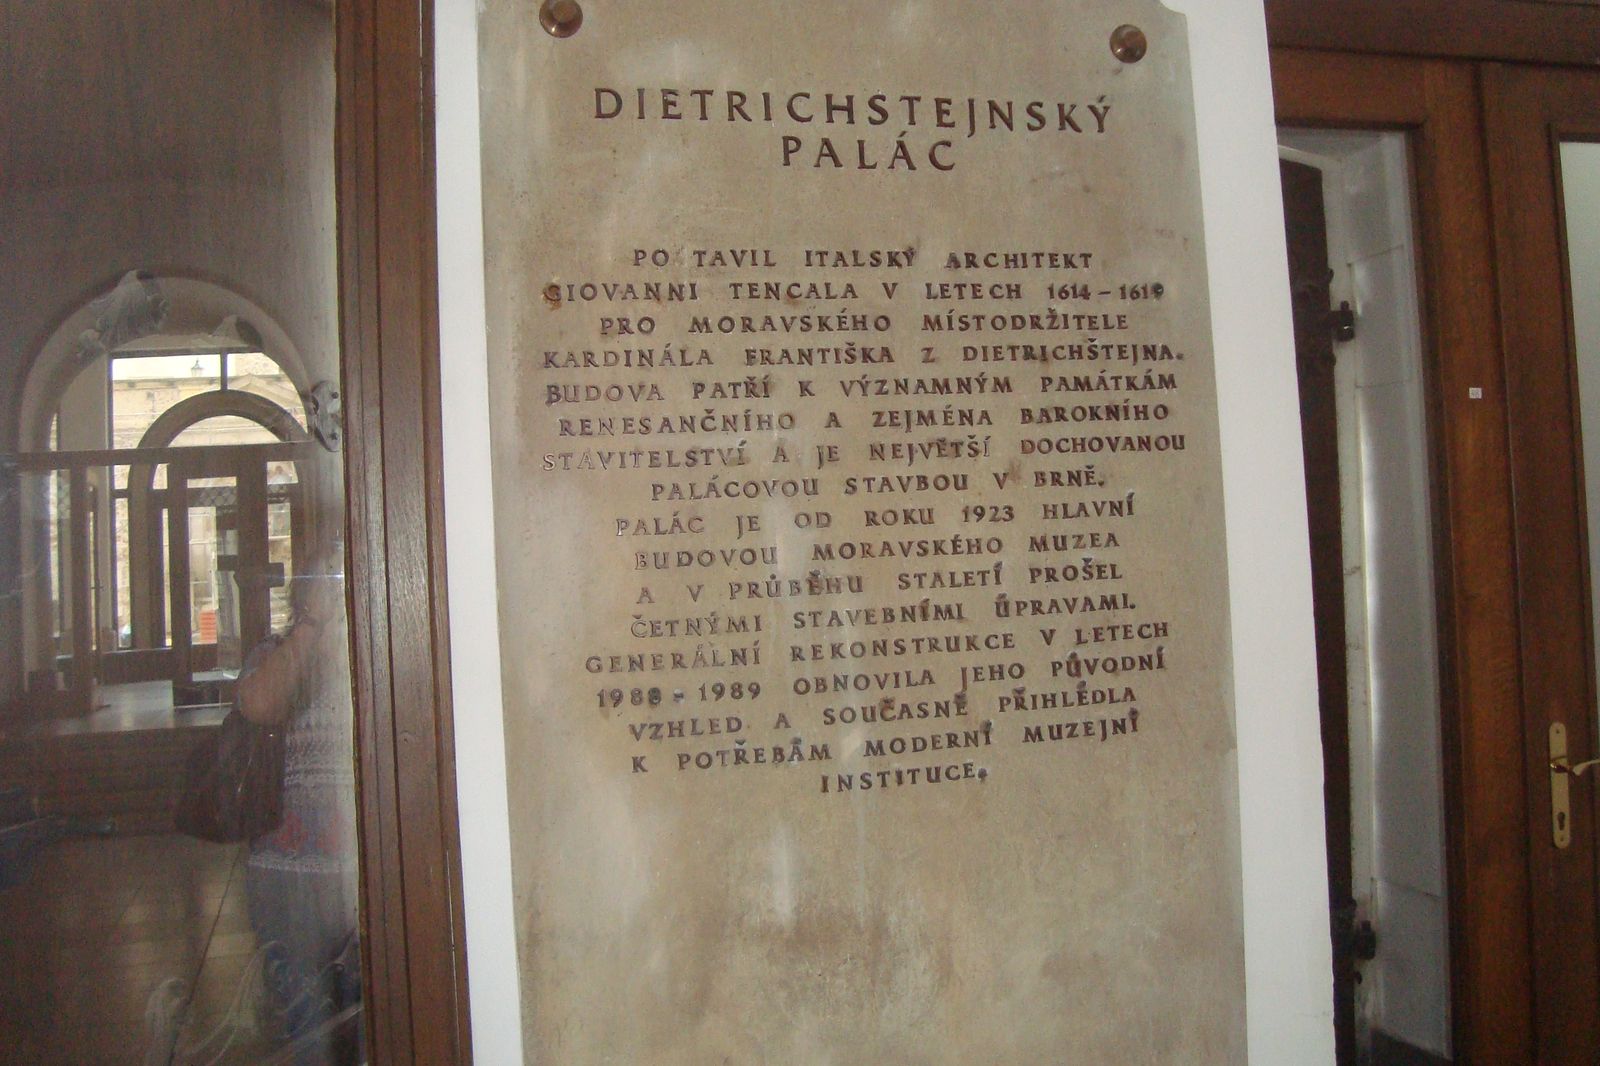 DIETRICHSTEJNSKÝ
PALÁC
PO TAVIL ITALSKÝ ARCHITEKT
GIOVANNI TENCALA V LETECH 1614 - 1619
PRO MORAVSKÉHO MÍSTODRŽITELE
KARDINÁLA FRANTIŠKA Z DIETRICHŠTEJNA.
BUDOVA PATŘÍ K VÝZNAMNÝM PAMÁTKÁM
RENESANČNÍHO A ZEJMÉNA BAROKNÍHO
STAVITELSTVÍ A JE NEJVĚTŠÍ DOCHOVANOU
PALÁCOVOU STAVBOU V BRNĚ.
PALÁC JE OD ROKU 1923 HLAVNÍ
BUDOVOU MORAVSKÉHO MUZEA
A V PRŮBĚHU STALETÍ PROŠEL
ČETNÝMI STAVEBNÍMI ÚPRAVAMI.
GENERÁLNÍ REKONSTRUKCE V LETECH
1988 - 1989 OBNOVILA JEHO PŮVODNÍ
VZHLED A SOUČASNĚ PŘIHLÉDLA
K POTŘEBÁM MODERNÍ MUZEJNÍ
INSTITUCE.